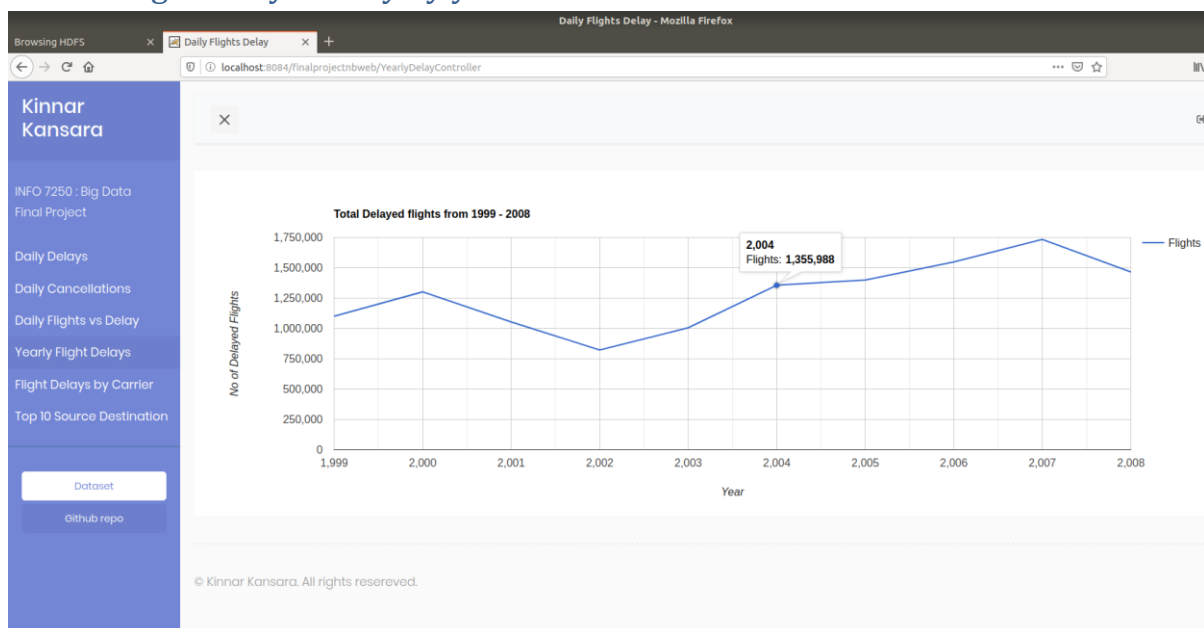 Daily Flights Delay - Mozilla Firefox
Browsing HDFS
Daily Flights Delay
localhost:8084/finalprojectnbweb/YearlyDelayController
Kinnar
Kansara
INFO 7250 : Big Data
Final Project
Daily Delays
Daily Cancellations
Daily Flights vs Delay
Yearly Flight Delays
Flight Delays by Carrier
Top 10 Source Destination
Dataset
Github repo
Total Delayed flights from 1999 - 2008
1,750,000
1,500,000
1,250,000
1,000,000
750,000
500,000
250,000
0
No of Delayed Flights
2,004
Flights: 1,355,988
Flights
1,999 2,000 2,001 2,002 2,003 2,004 2,005 2,006 2,007 2,008
Year
© Kinnar Kansara. All rights resereved.